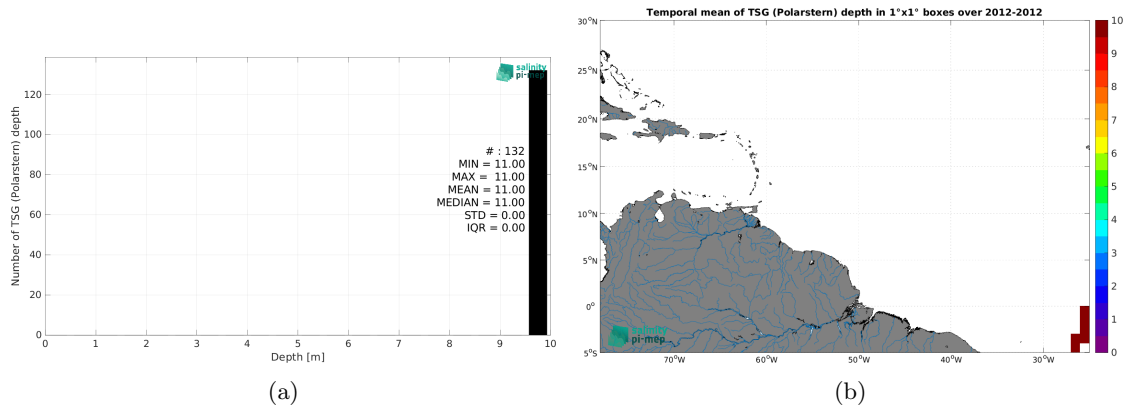 salinity
pi-mep
Number of TSG (Polarstern) depth
120
100
80
60
40
20
0
# : 132
MIN = 11.00
MAX = 11.00
MEAN = 11.00
MEDIAN = 11.00
STD = 0.00
IQR = 0.00
0 1 2 3 4 5 6 7 8 9 10
Depth [m]
(a)
Temporal mean of TSG (Polarstern) depth in 1°x1° boxes over 2012-2012
30°N
25°N
20°N
15°N
10°N
5°N
0°
5°S
70°W 60°W 50°W 40°W 30°W
salinity
pi-mep
10
9
8
7
6
5
4
3
2
1
0
(b)